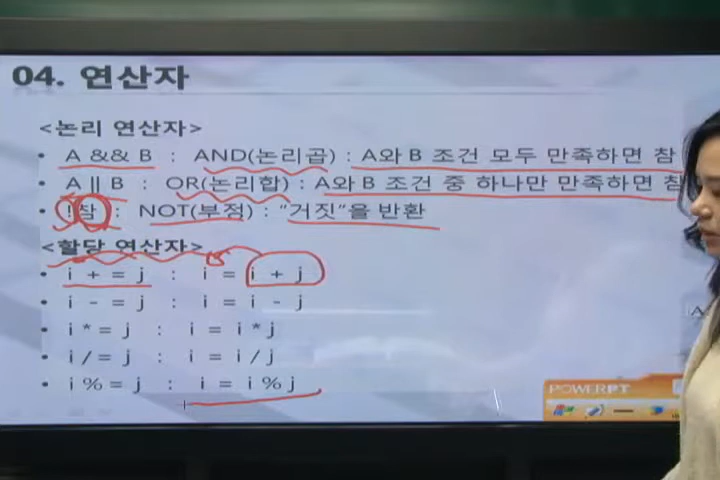 04. 연산자
<논리 연산자>
• A && B : AND(논리곱) : A와 B 조건 모두 만족하면 참
• A || B : OR(논리합) : A와 B 조건 중 하나만 만족하면 참
• !참 : NOT(부정) : "거짓"을 반환
<할당 연산자>
• i + = j : i = i + j
• i - = j : i = i - j
• i * = j : i = i * j
• i / = j : i = i / j
• i % = j : i = i % j
POWERPT